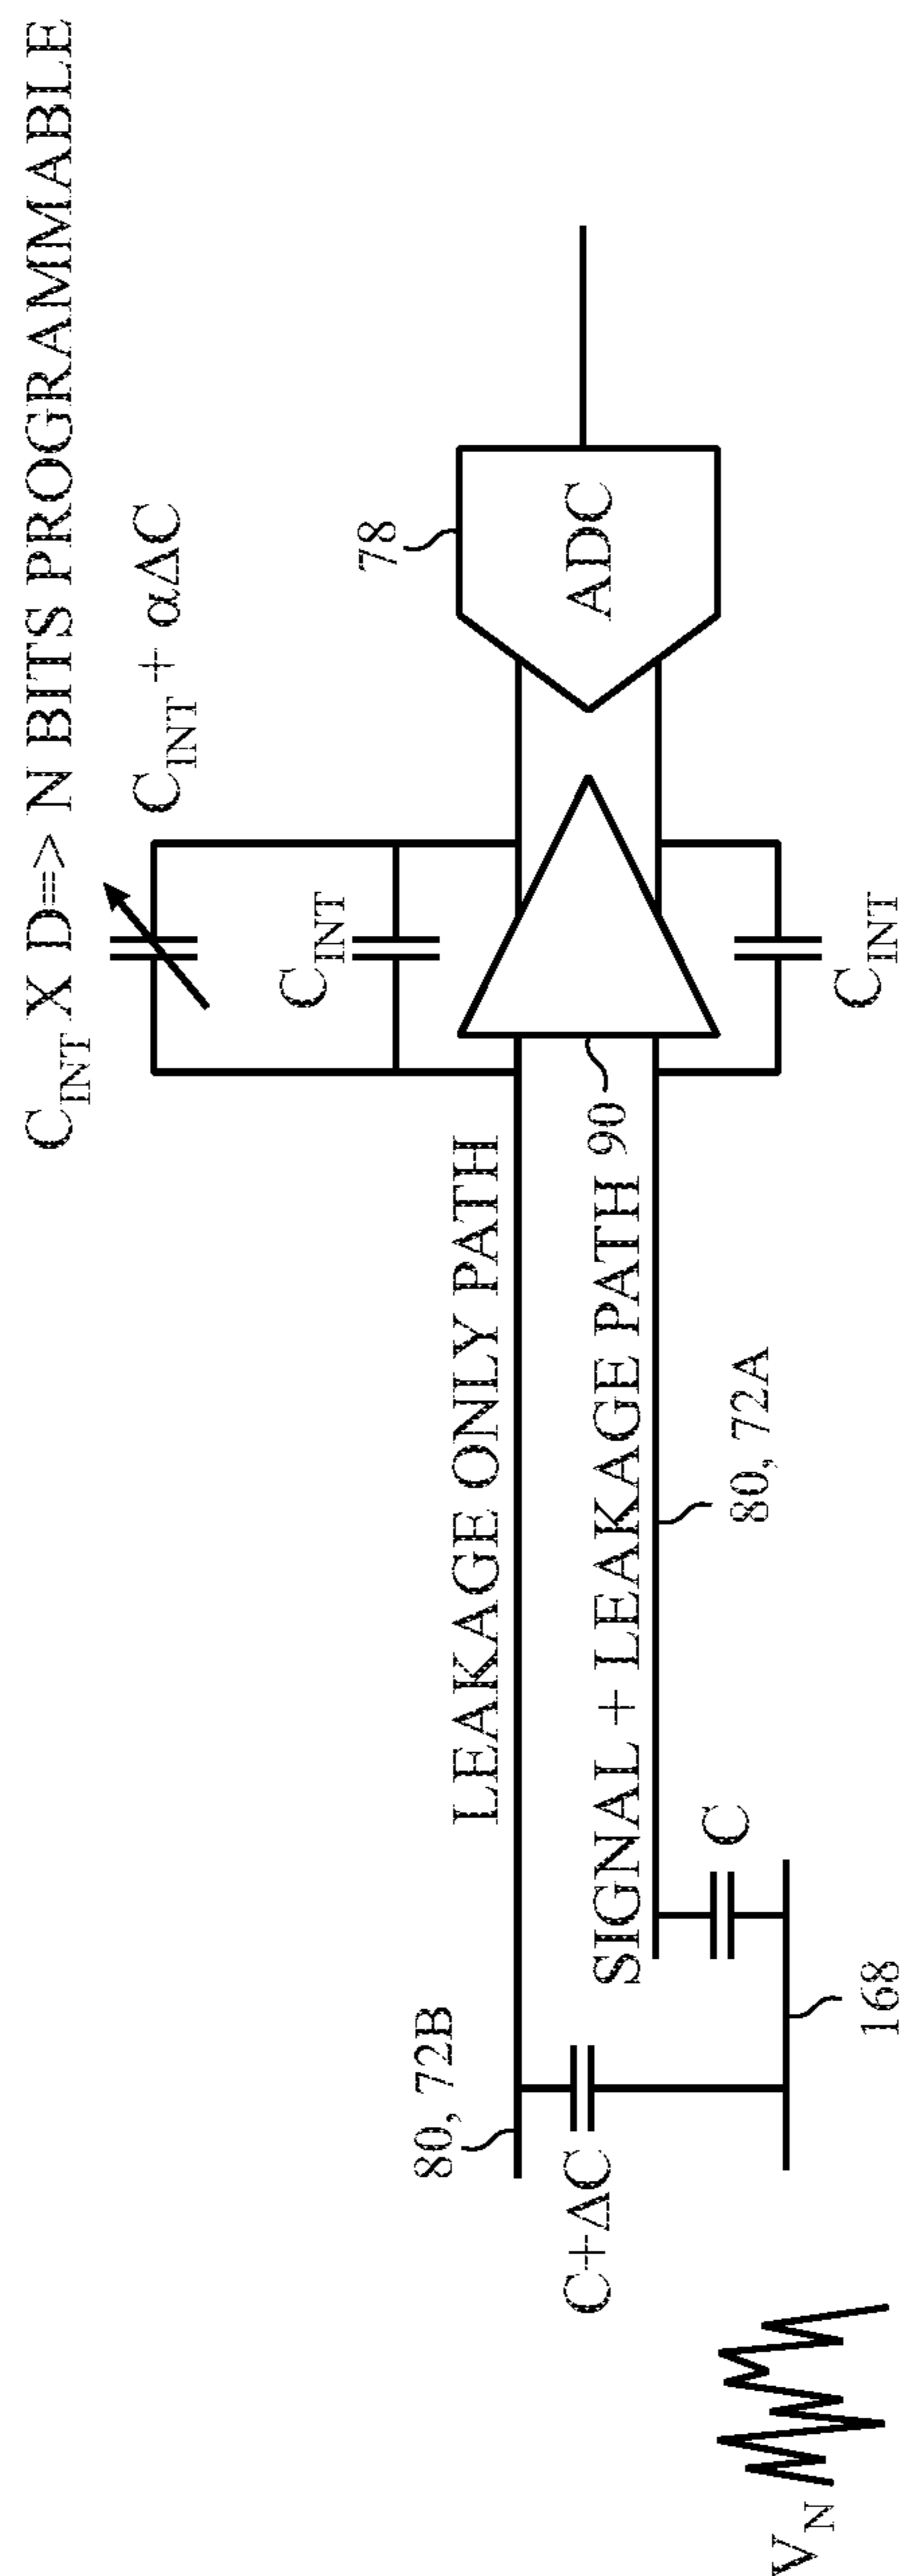 C_INT X D=> N BITS PROGRAMMABLE
C_INT + αΔC
C_INT
78
ADC
LEAKAGE ONLY PATH
80, 72B
SIGNAL + LEAKAGE PATH
90
C+ΔC
C
80, 72A
C_INT
168
V_N